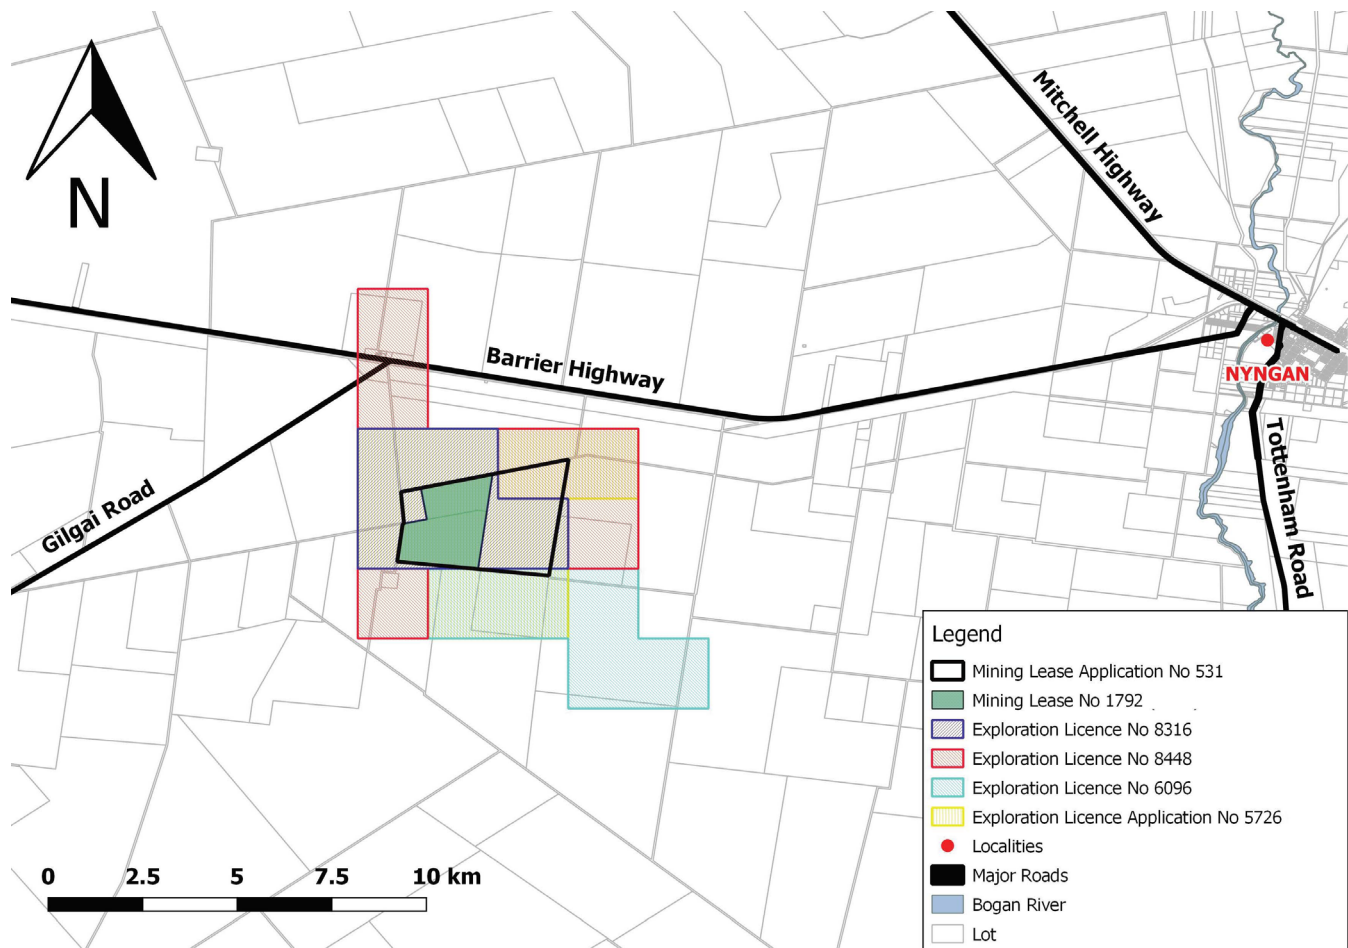 N
Mitchell Highway
Barrier Highway
NYNGAN
Gilgai Road
Tottenham Road
Legend
Mining Lease Application No 531
Mining Lease No 1792
Exploration Licence No 8316
Exploration Licence No 8448
Exploration Licence No 6096
Exploration Licence Application No 5726
Localities
Major Roads
Bogan River
Lot
0 2.5 5 7.5 10 km